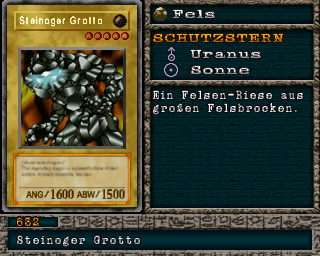 Steinoger Grotto
ANG/1600 ABW/1500
Fels
SCHUTZSTERN
Uranus
Sonne
Ein Felsen-Riese aus
großen Felsbrocken.
632
Steinoger Grotto